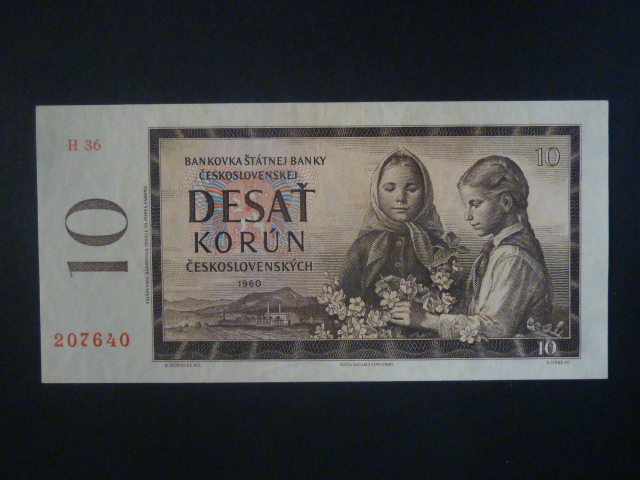 H 36
10
207640
BANKOVKA ŠTÁTNEJ BANKY
ČESKOSLOVENSKEJ
DESAŤ
KORÚN
ČESKOSLOVENSKÝCH
1960
10
10